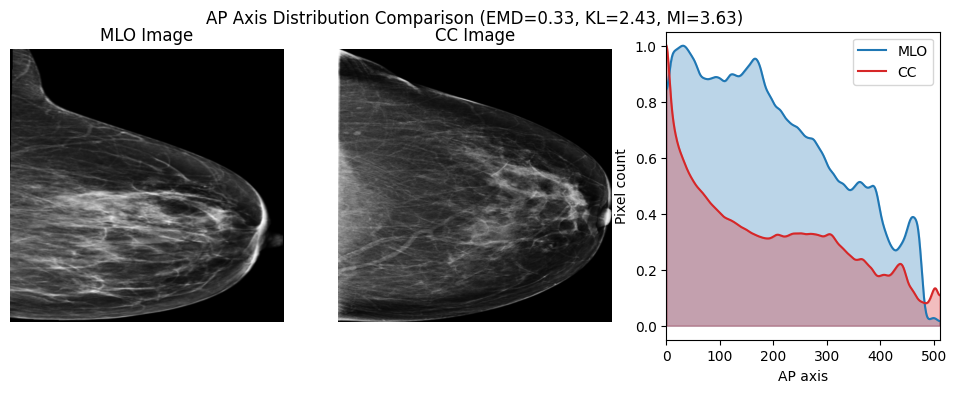 AP Axis Distribution Comparison (EMD=0.33, KL=2.43, MI=3.63)
MLO Image
CC Image
MLO
CC
Pixel count
1.0
0.8
0.6
0.4
0.2
0.0
0 100 200 300 400 500
AP axis